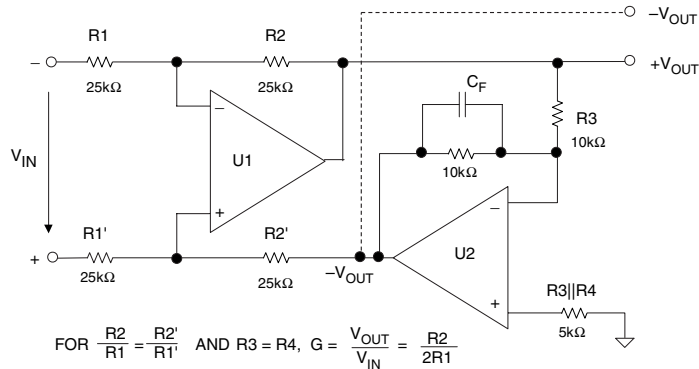 −VOUT
R1
R2
−
+VOUT
25kΩ
25kΩ
CF
R3
10kΩ
−
VIN
U1
10kΩ
−
+
U2
R1'
R2'
+
−VOUT
25kΩ
25kΩ
+
R3||R4
5kΩ
FOR R2/R1 = R2'/R1' AND R3 = R4, G = VOUT/VIN = R2/2R1